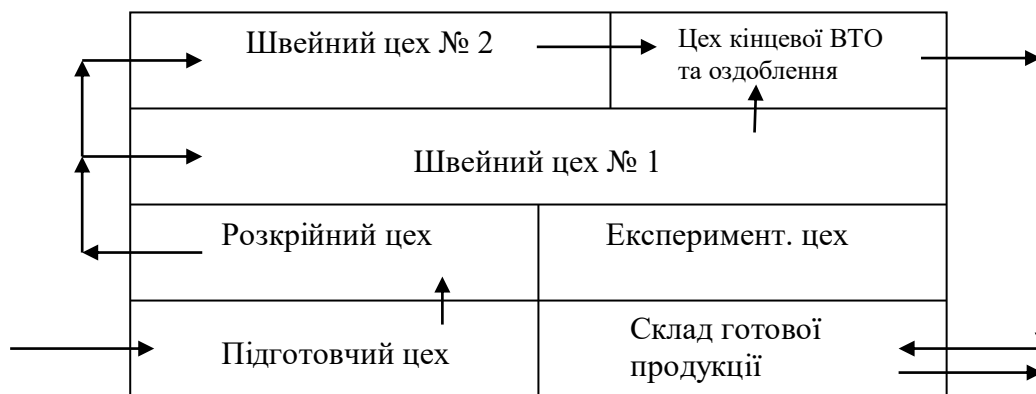 Швейний цех № 2
Цех кінцевої ВТО
та оздоблення
Швейний цех № 1
Розкрійний цех
Експеримент. цех
Підготовчий цех
Склад готової
продукції